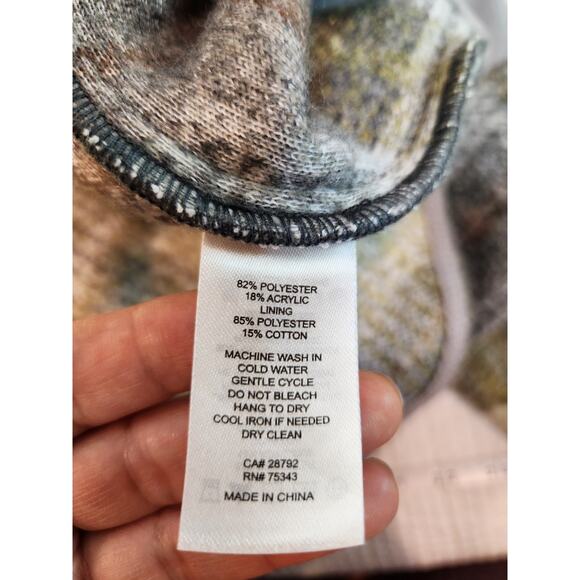 82% POLYESTER
18% ACRYLIC
LINING
85% POLYESTER
15% COTTON
MACHINE WASH IN
COLD WATER
GENTLE CYCLE
DO NOT BLEACH
HANG TO DRY
COOL IRON IF NEEDED
DRY CLEAN
CA# 28792
RN# 75343
MADE IN CHINA